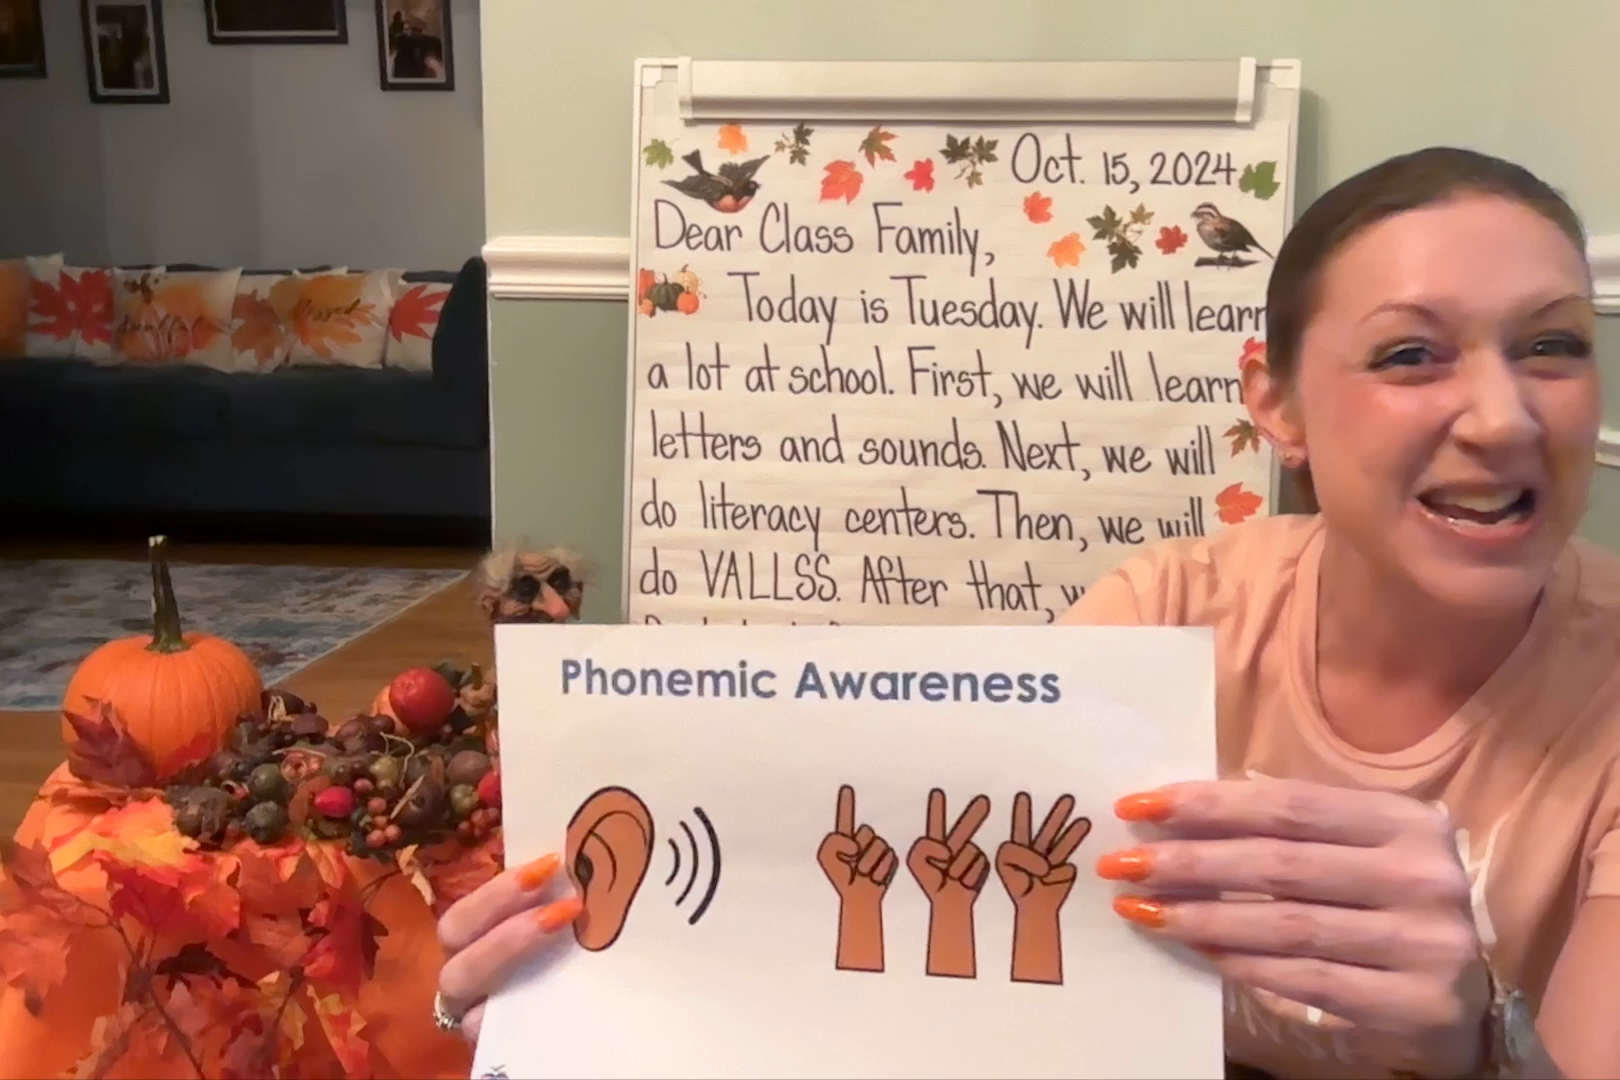 Oct. 15, 2024
Dear Class Family,
Today is Tuesday. We will learn
a lot at school. First, we will learn
letters and sounds. Next, we will
do literacy centers. Then, we will
do VALLSS. After that,
Phonemic Awareness